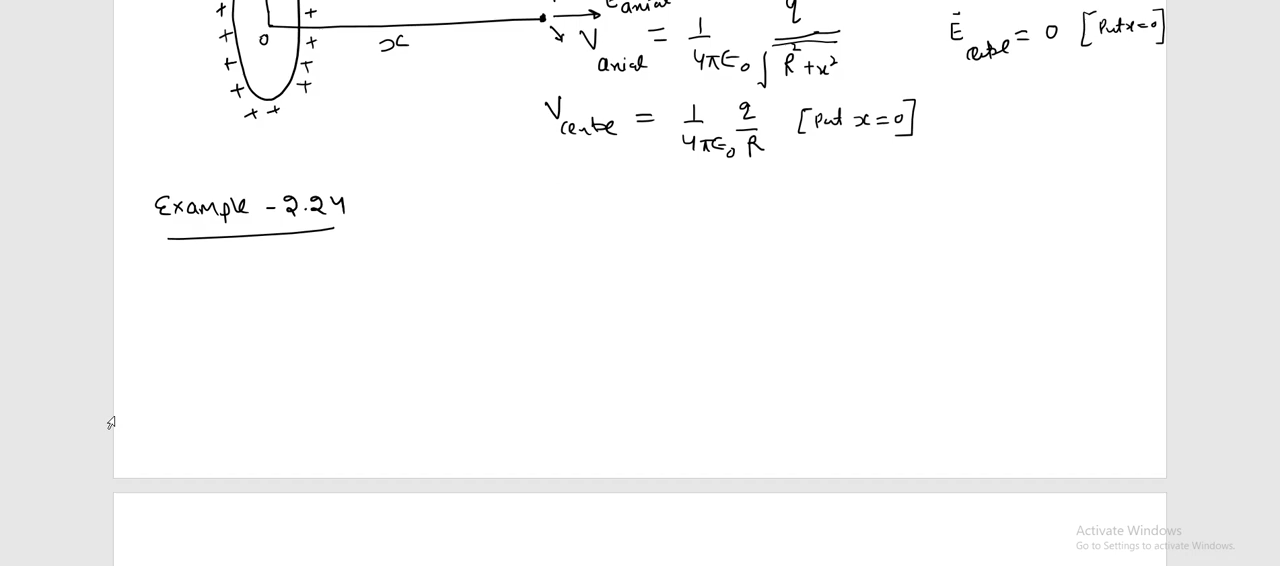 E axial
V axial = 1/4πϵ₀ q/√R²+x²
E⃗ centre = 0 [Put x=0]
V centre = 1/4πϵ₀ q/R [Put x=0]
O
x
Example - 2.24
Activate Windows
Go to Settings to activate Windows.